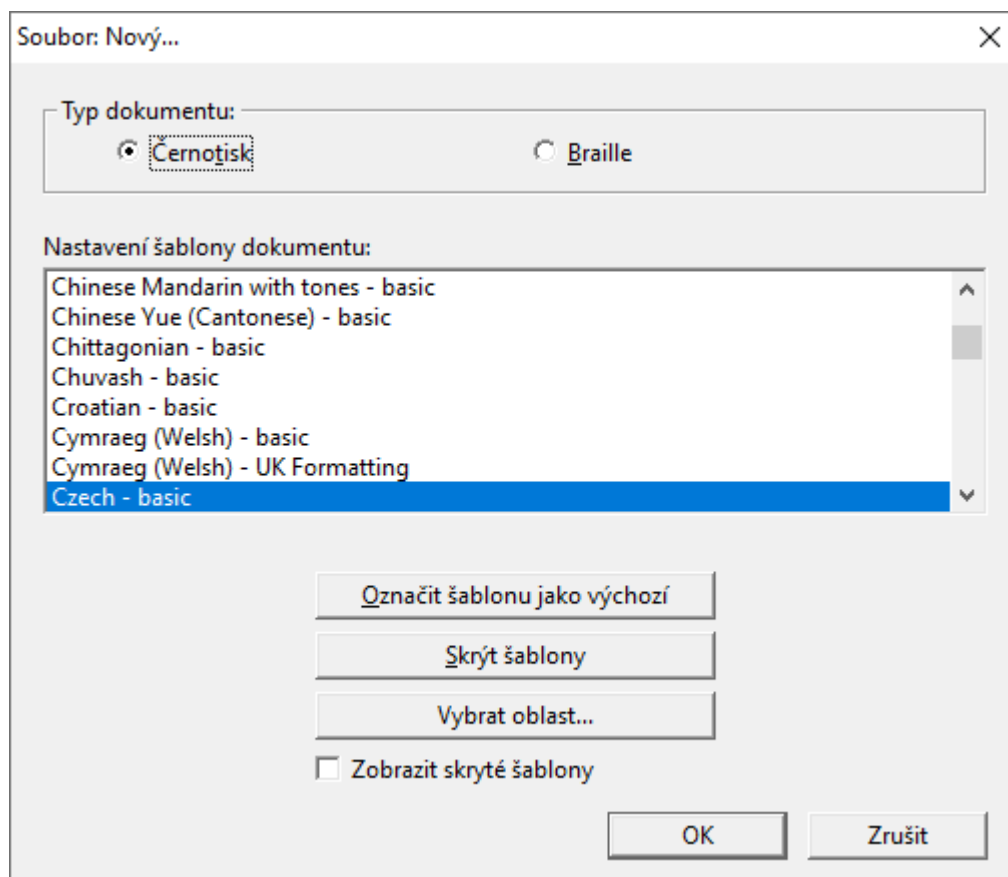 Soubor: Nový...
Typ dokumentu:
Černotisk
Braille
Nastavení šablony dokumentu:
Chinese Mandarin with tones - basic
Chinese Yue (Cantonese) - basic
Chittagonian - basic
Chuvash - basic
Croatian - basic
Cymraeg (Welsh) - basic
Cymraeg (Welsh) - UK Formatting
Czech - basic
Označit šablonu jako výchozí
Skrýt šablony
Vybrat oblast...
Zobrazit skryté šablony
OK
Zrušit